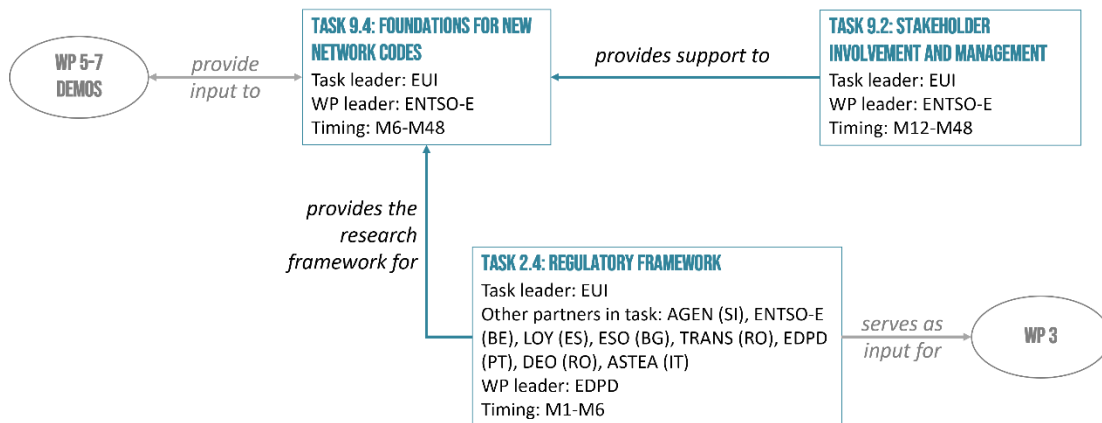 TASK 9.4: FOUNDATIONS FOR NEW
NETWORK CODES
Task leader: EUI
WP leader: ENTSO-E
Timing: M6-M48
TASK 9.2: STAKEHOLDER
INVOLVEMENT AND MANAGEMENT
Task leader: EUI
WP leader: ENTSO-E
Timing: M12-M48
WP 5-7
DEMOS
provide
input to
provides support to
provides the
research
framework for
TASK 2.4: REGULATORY FRAMEWORK
Task leader: EUI
Other partners in task: AGEN (SI), ENTSO-E
(BE), LOY (ES), ESO (BG), TRANS (RO), EDPD
(PT), DEO (RO), ASTEA (IT)
WP leader: EDPD
Timing: M1-M6
serves as
input for
WP 3